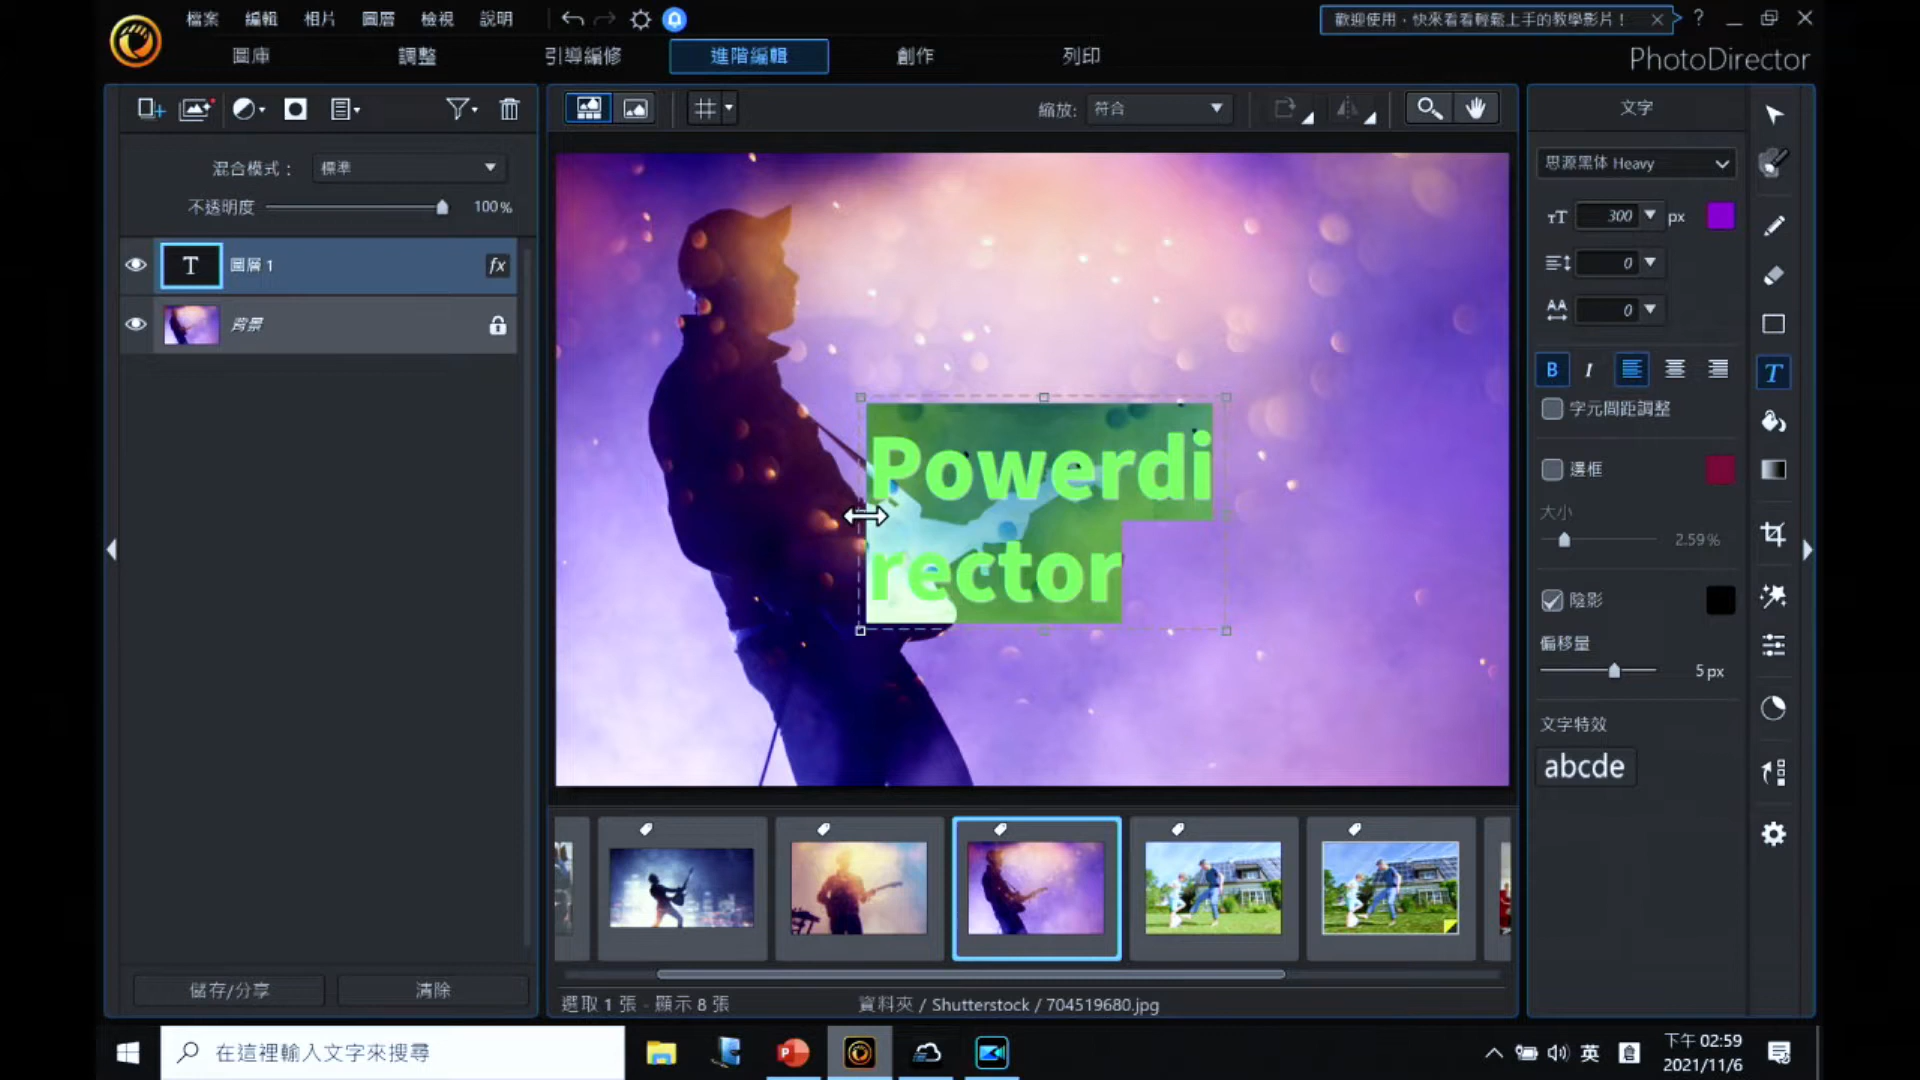 檔案 編輯 相片 圖層 檢視 說明
歡迎使用，快來看看輕鬆上手的教學影片！
?
圖庫 調整 引導編修 進階編輯 創作 列印
PhotoDirector
縮放: 符合
混合模式： 標準
不透明度 100%
T 圖層 1 fx
背景
儲存/分享 清除
Powerdi
rector
選取 1 張 - 顯示 8 張 資料夾 / Shutterstock / 704519680.jpg
文字
思源黑体 Heavy
TT 300 px
0
AA 0
B I
字元間距調整
邊框
大小
2.59%
陰影
偏移量
5 px
文字特效
abcde
T
在這裡輸入文字來搜尋
P
英
下午 02:59
2021/11/6